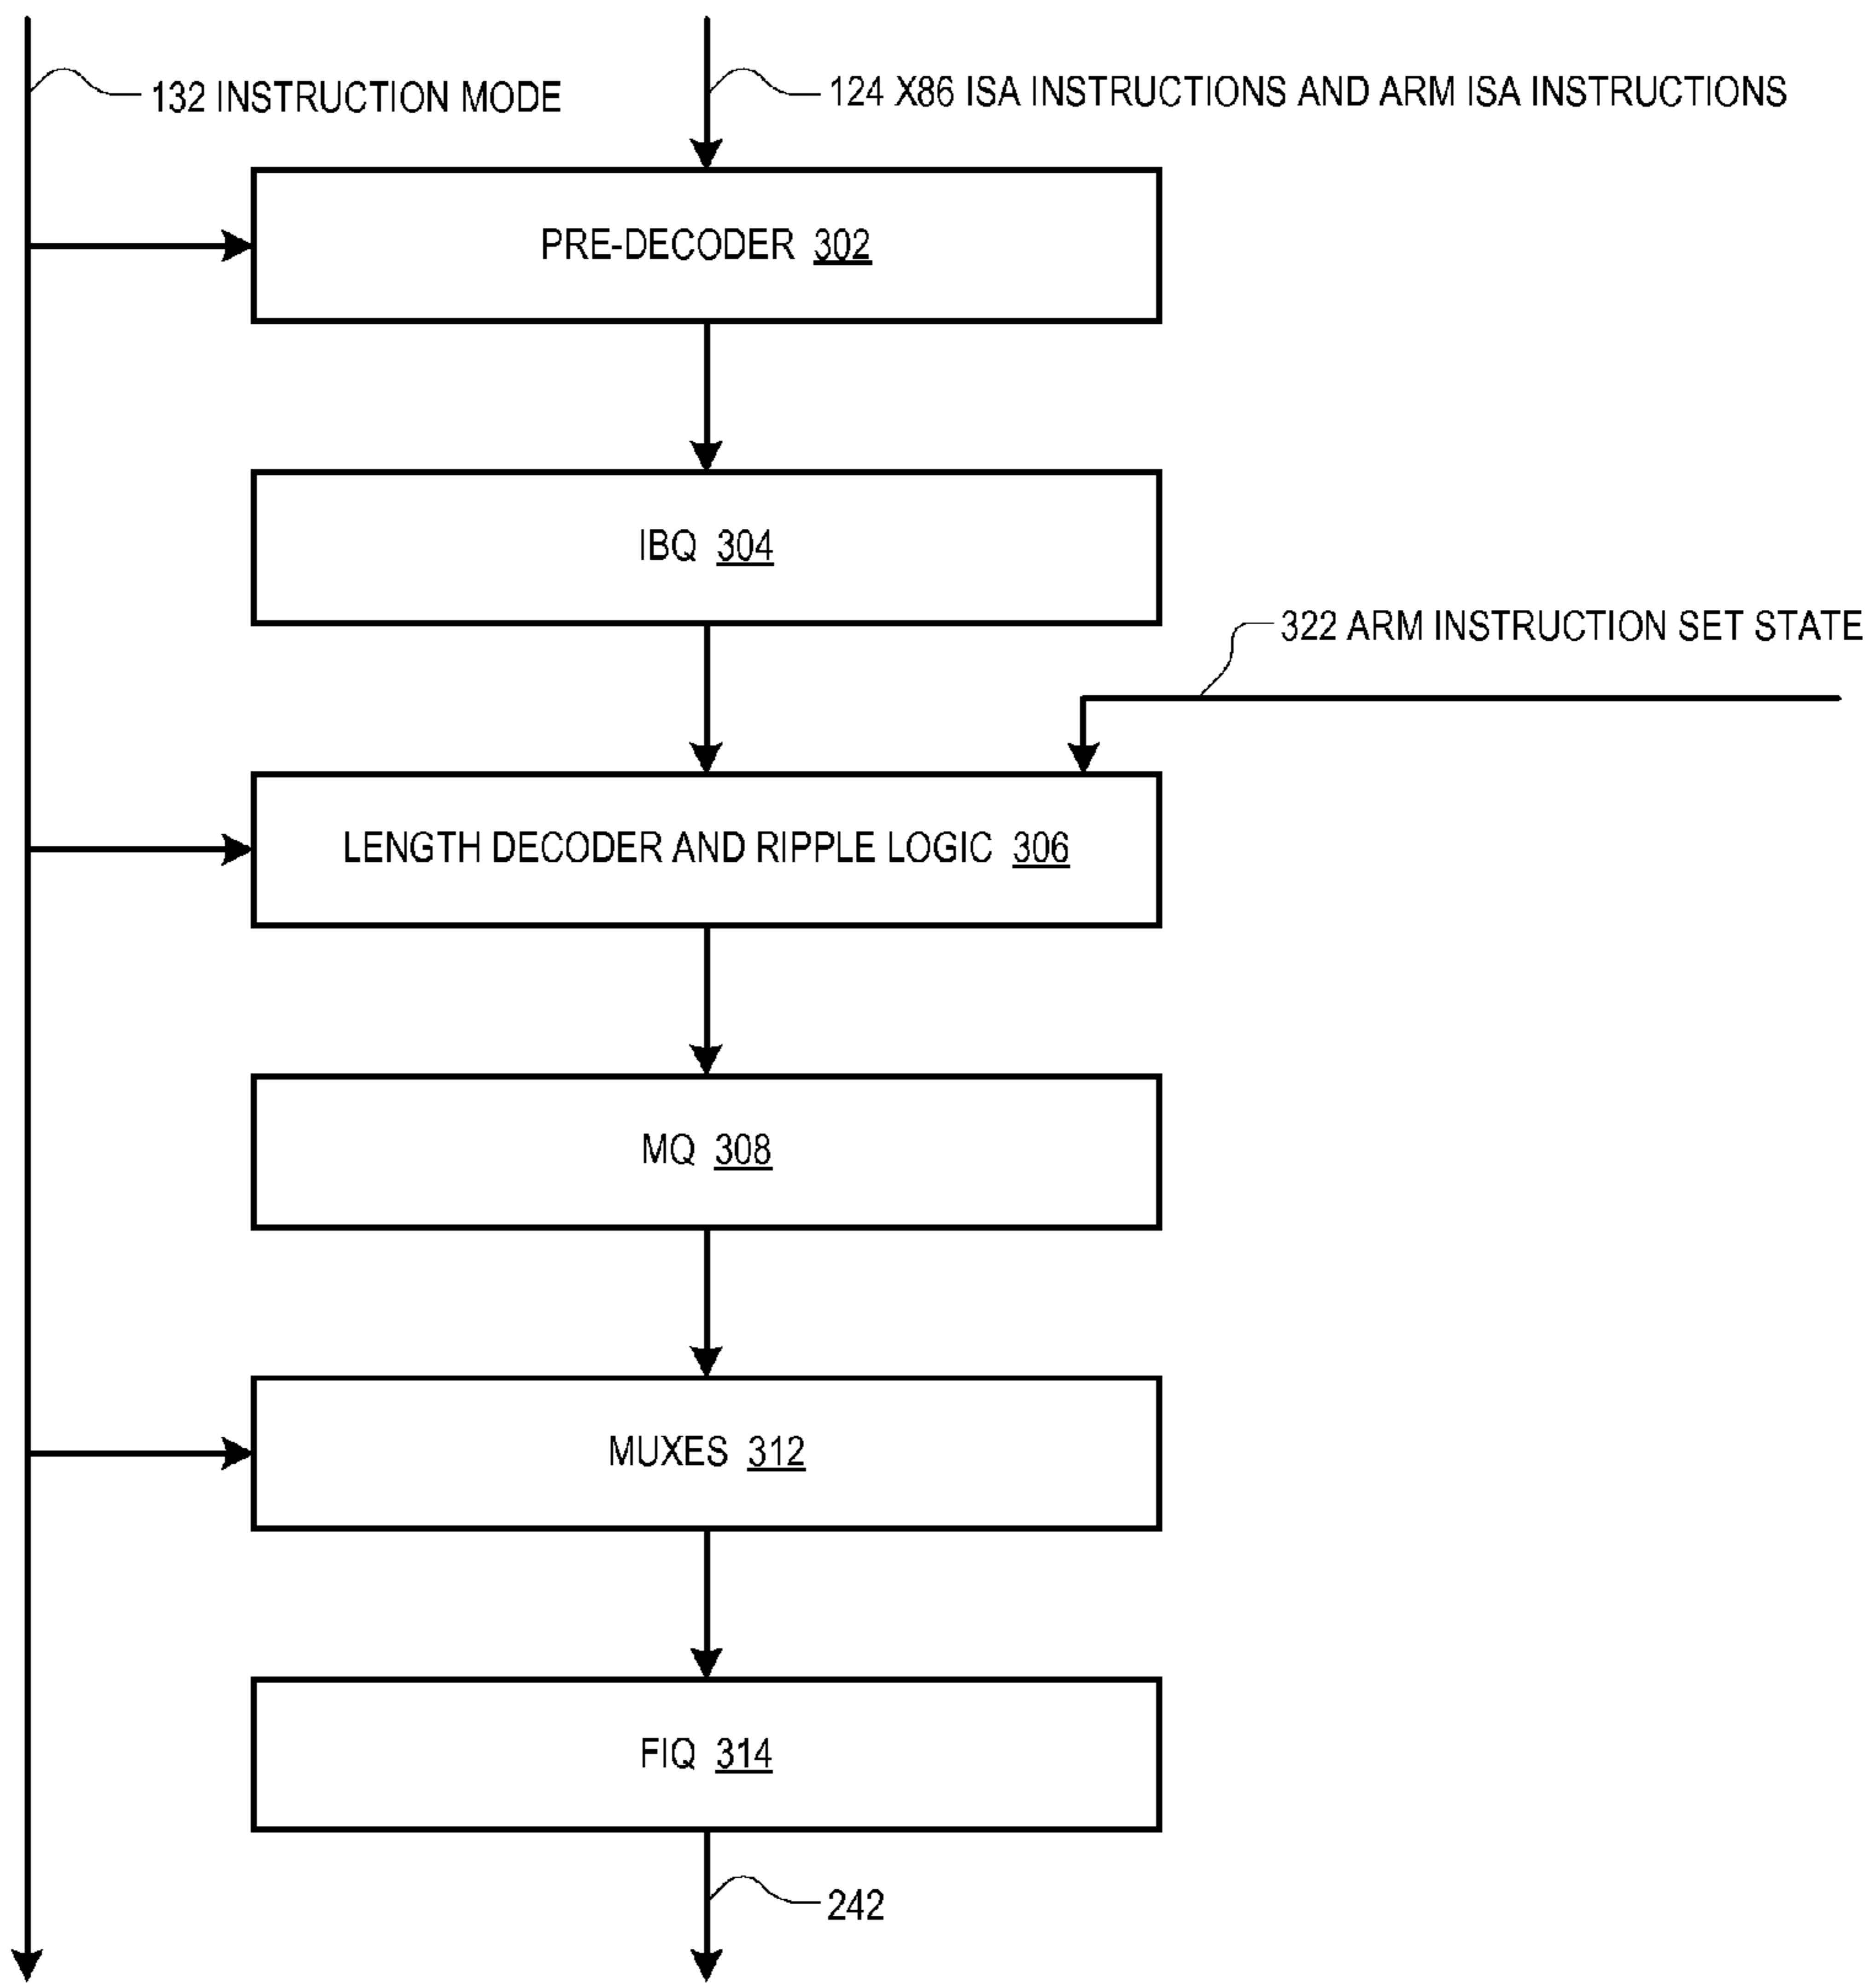 132 INSTRUCTION MODE
124 X86 ISA INSTRUCTIONS AND ARM ISA INSTRUCTIONS
PRE-DECODER 302
IBQ 304
322 ARM INSTRUCTION SET STATE
LENGTH DECODER AND RIPPLE LOGIC 306
MQ 308
MUXES 312
FIQ 314
242